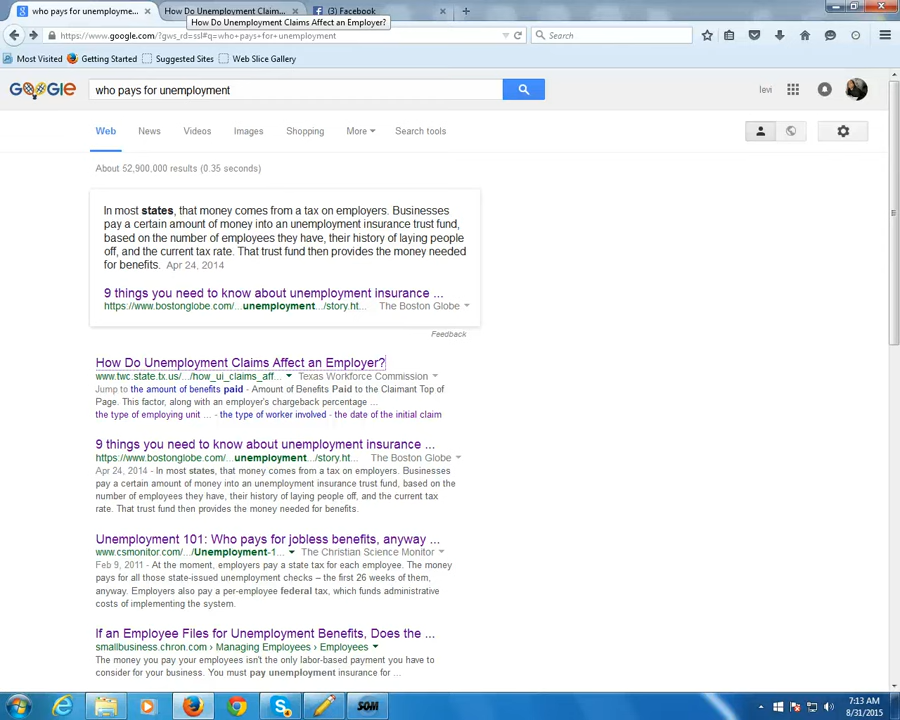 who pays for unemployme...
How Do Unemployment Claim...
(3) Facebook
How Do Unemployment Claims Affect an Employer?
https://www.google.com/?gws_rd=ssl#q=who+pays+for+unemployment
Search
Most Visited
Getting Started
Suggested Sites
Web Slice Gallery
Google
who pays for unemployment
levi
Web
News
Videos
Images
Shopping
More
Search tools
About 52,900,000 results (0.35 seconds)
In most states, that money comes from a tax on employers. Businesses
pay a certain amount of money into an unemployment insurance trust fund,
based on the number of employees they have, their history of laying people
off, and the current tax rate. That trust fund then provides the money needed
for benefits. Apr 24, 2014
9 things you need to know about unemployment insurance ...
https://www.bostonglobe.com/...unemployment.../story.ht... The Boston Globe
Feedback
How Do Unemployment Claims Affect an Employer?
www.twc.state.tx.us/.../how_ui_claims_aff... Texas Workforce Commission
Jump to the amount of benefits paid - Amount of Benefits Paid to the Claimant Top of
Page. This factor, along with an employer's chargeback percentage ...
the type of employing unit ... - the type of worker involved - the date of the initial claim
9 things you need to know about unemployment insurance ...
https://www.bostonglobe.com/...unemployment.../story.ht... The Boston Globe
Apr 24, 2014 - In most states, that money comes from a tax on employers. Businesses
pay a certain amount of money into an unemployment insurance trust fund, based on the
number of employees they have, their history of laying people off, and the current tax
rate. That trust fund then provides the money needed for benefits.
Unemployment 101: Who pays for jobless benefits, anyway ...
www.csmonitor.com/.../Unemployment-1... The Christian Science Monitor
Feb 9, 2011 - At the moment, employers pay a state tax for each employee. The money
pays for all those state-issued unemployment checks – the first 26 weeks of them,
anyway. Employers also pay a per-employee federal tax, which funds administrative
costs of implementing the system.
If an Employee Files for Unemployment Benefits, Does the ...
smallbusiness.chron.com › Managing Employees › Employees
The money you pay your employees isn't the only labor-based payment you have to
consider for your business. You must pay unemployment insurance for ...
SOM
7:13 AM
8/31/2015